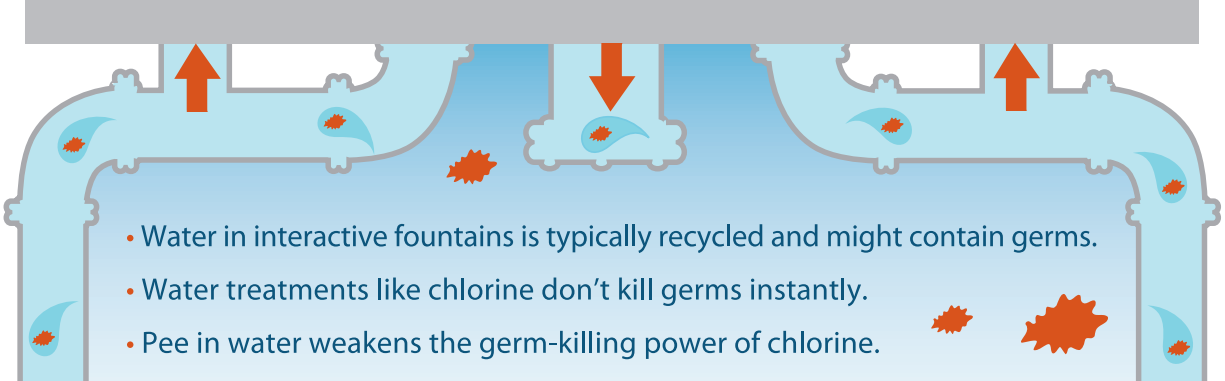 • Water in interactive fountains is typically recycled and might contain germs.
• Water treatments like chlorine don’t kill germs instantly.
• Pee in water weakens the germ-killing power of chlorine.